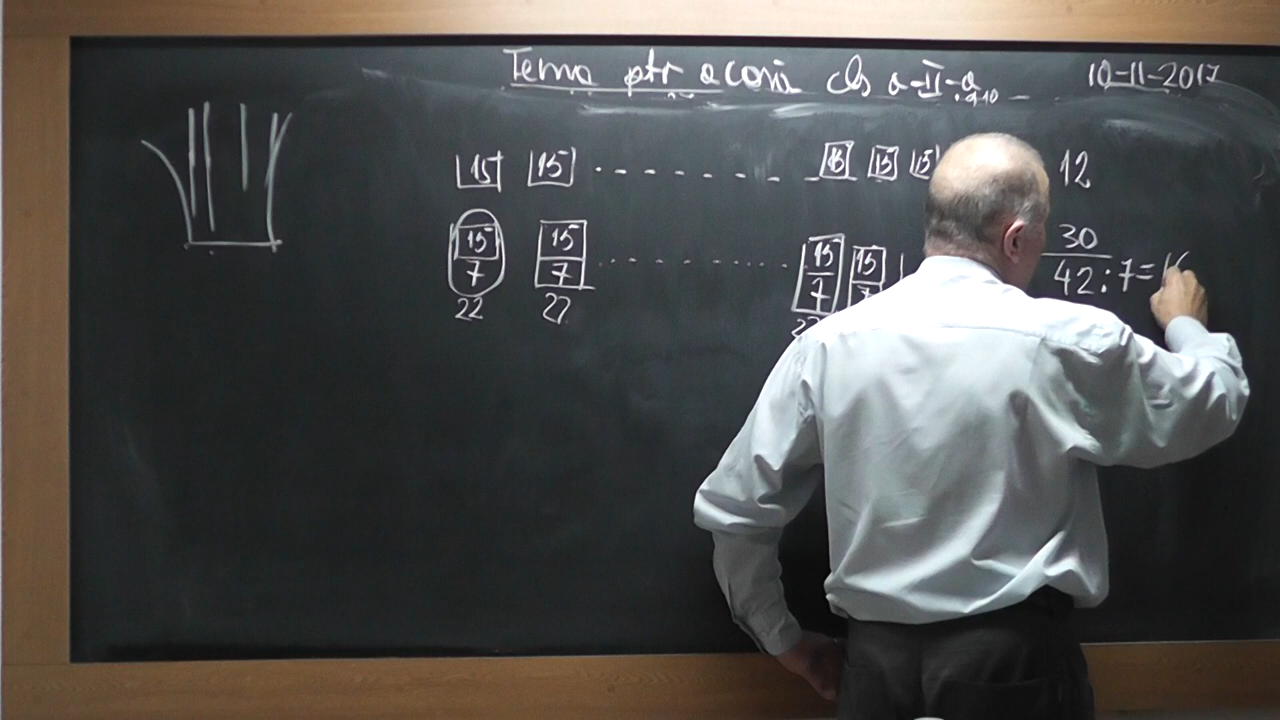 Tema ptr acasă cls a-II-a 10-11-2017
15 15 . - - - - - - - 15 15 15 12
15 15 15 15 30
7 7 . . . . . . . . . 7 7 42:7=
22 22